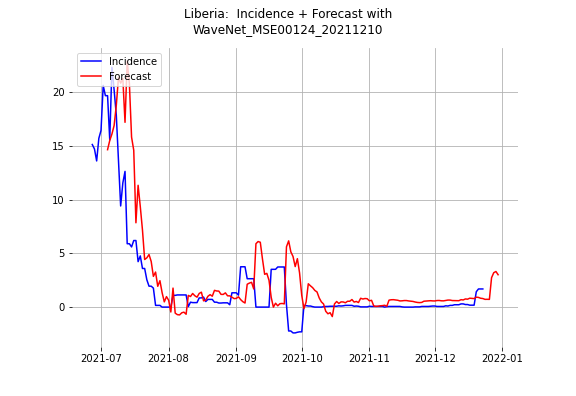 Liberia:  Incidence + Forecast with
WaveNet_MSE00124_20211210
Incidence
Forecast
20
15
10
5
0
2021-07 2021-08 2021-09 2021-10 2021-11 2021-12 2022-01